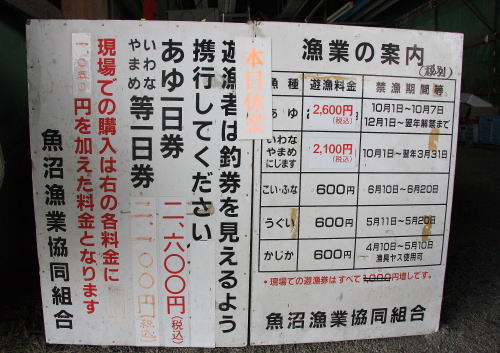 本日休業
遊漁者は釣券を見えるよう
携行してください
あゆ一日券 二、六〇〇円(税込)
いわな
やまめ 等一日券 二、一〇〇円(税込)
現場での購入は右の各料金に
一、〇五〇円を加えた料金となります
魚沼漁業協同組合
漁業の案内
(税別)
魚種 遊漁料金 禁漁期間等
あゆ 2,600円(税込) 10月1日〜10月7日
12月1日〜翌年解禁まで
いわな
やまめ
にじます 2,100円(税込) 10月1日〜翌年3月31日
こい・ふな 600円 6月10日〜6月20日
うぐい 600円 5月11日〜5月20日
かじか 600円 4月10日〜5月10日
漁具ヤス使用可
・現場での遊漁券はすべて1,000円増しです。
魚沼漁業協同組合